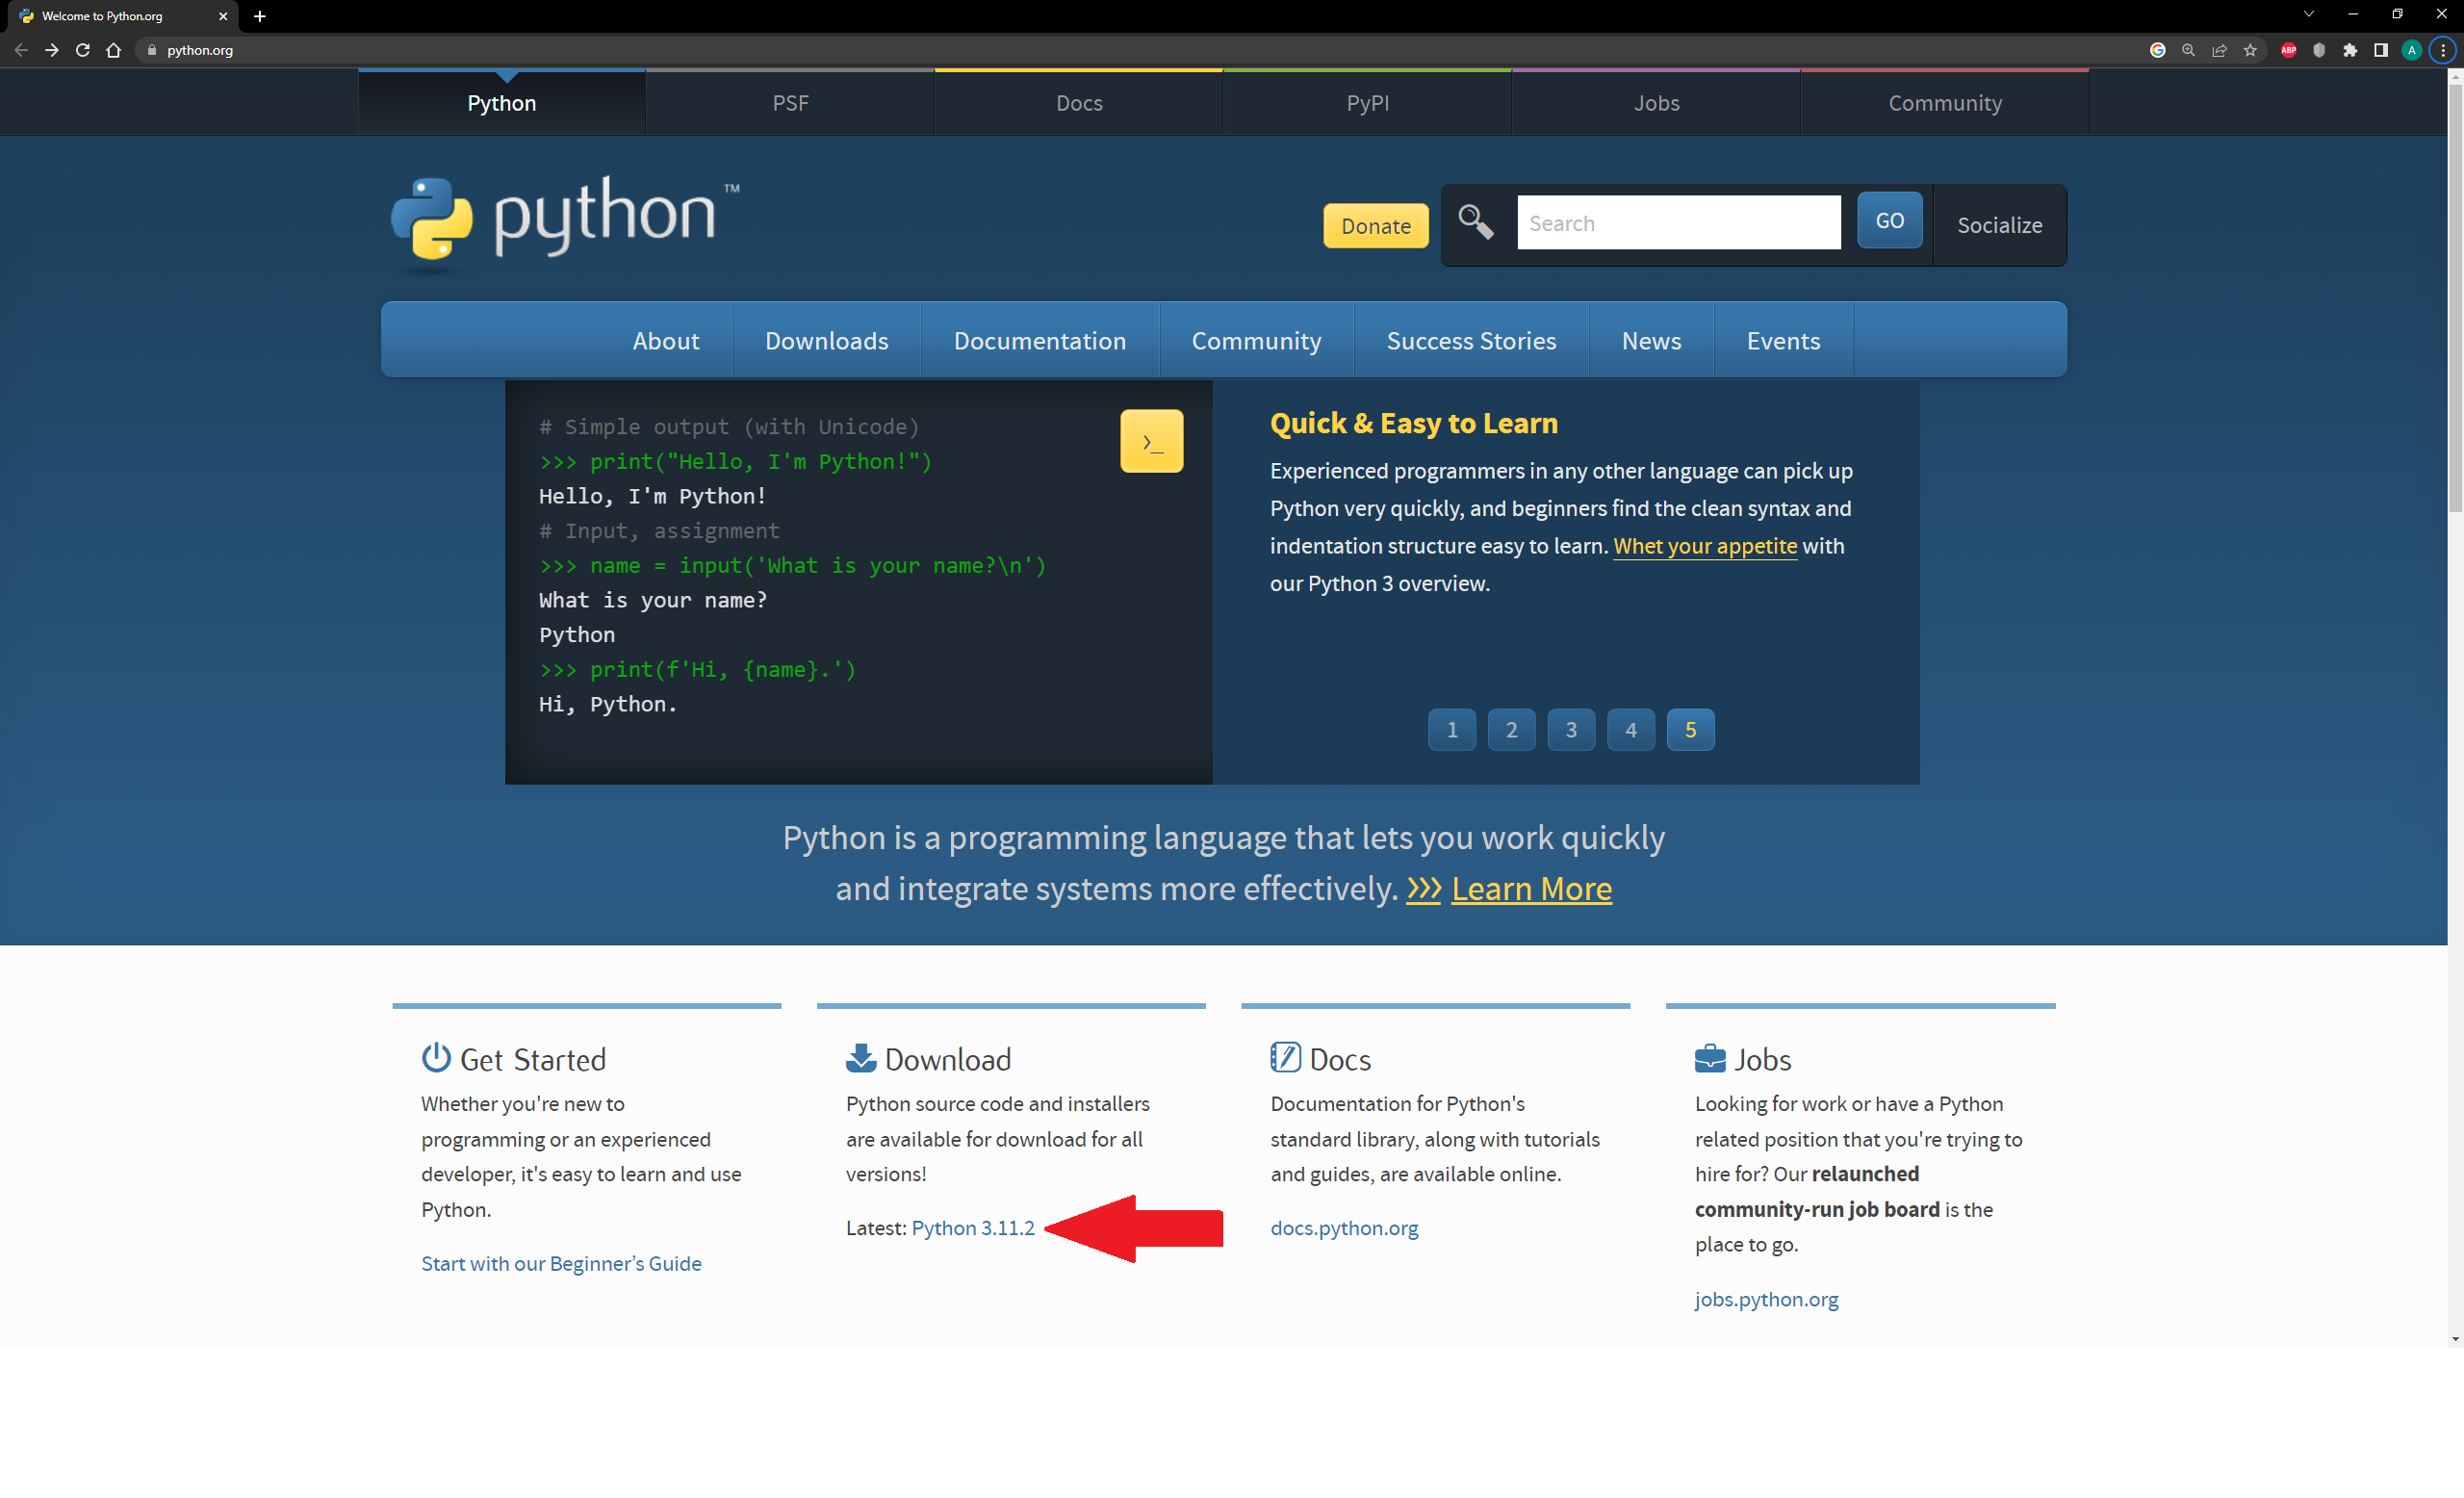 Welcome to Python.org
python.org
ABP
A
Python
PSF
Docs
PyPI
Jobs
Community
python™
Donate
Search
GO
Socialize
About
Downloads
Documentation
Community
Success Stories
News
Events
# Simple output (with Unicode)
>>> print("Hello, I'm Python!")
Hello, I'm Python!
# Input, assignment
>>> name = input('What is your name?\n')
What is your name?
Python
>>> print(f'Hi, {name}.')
Hi, Python.
>_
Quick & Easy to Learn
Experienced programmers in any other language can pick up
Python very quickly, and beginners find the clean syntax and
indentation structure easy to learn. Whet your appetite with
our Python 3 overview.
1
2
3
4
5
Python is a programming language that lets you work quickly
and integrate systems more effectively. >>> Learn More
Get Started
Whether you're new to
programming or an experienced
developer, it's easy to learn and use
Python.
Start with our Beginner’s Guide
Download
Python source code and installers
are available for download for all
versions!
Latest: Python 3.11.2
Docs
Documentation for Python's
standard library, along with tutorials
and guides, are available online.
docs.python.org
Jobs
Looking for work or have a Python
related position that you're trying to
hire for? Our relaunched
community-run job board is the
place to go.
jobs.python.org